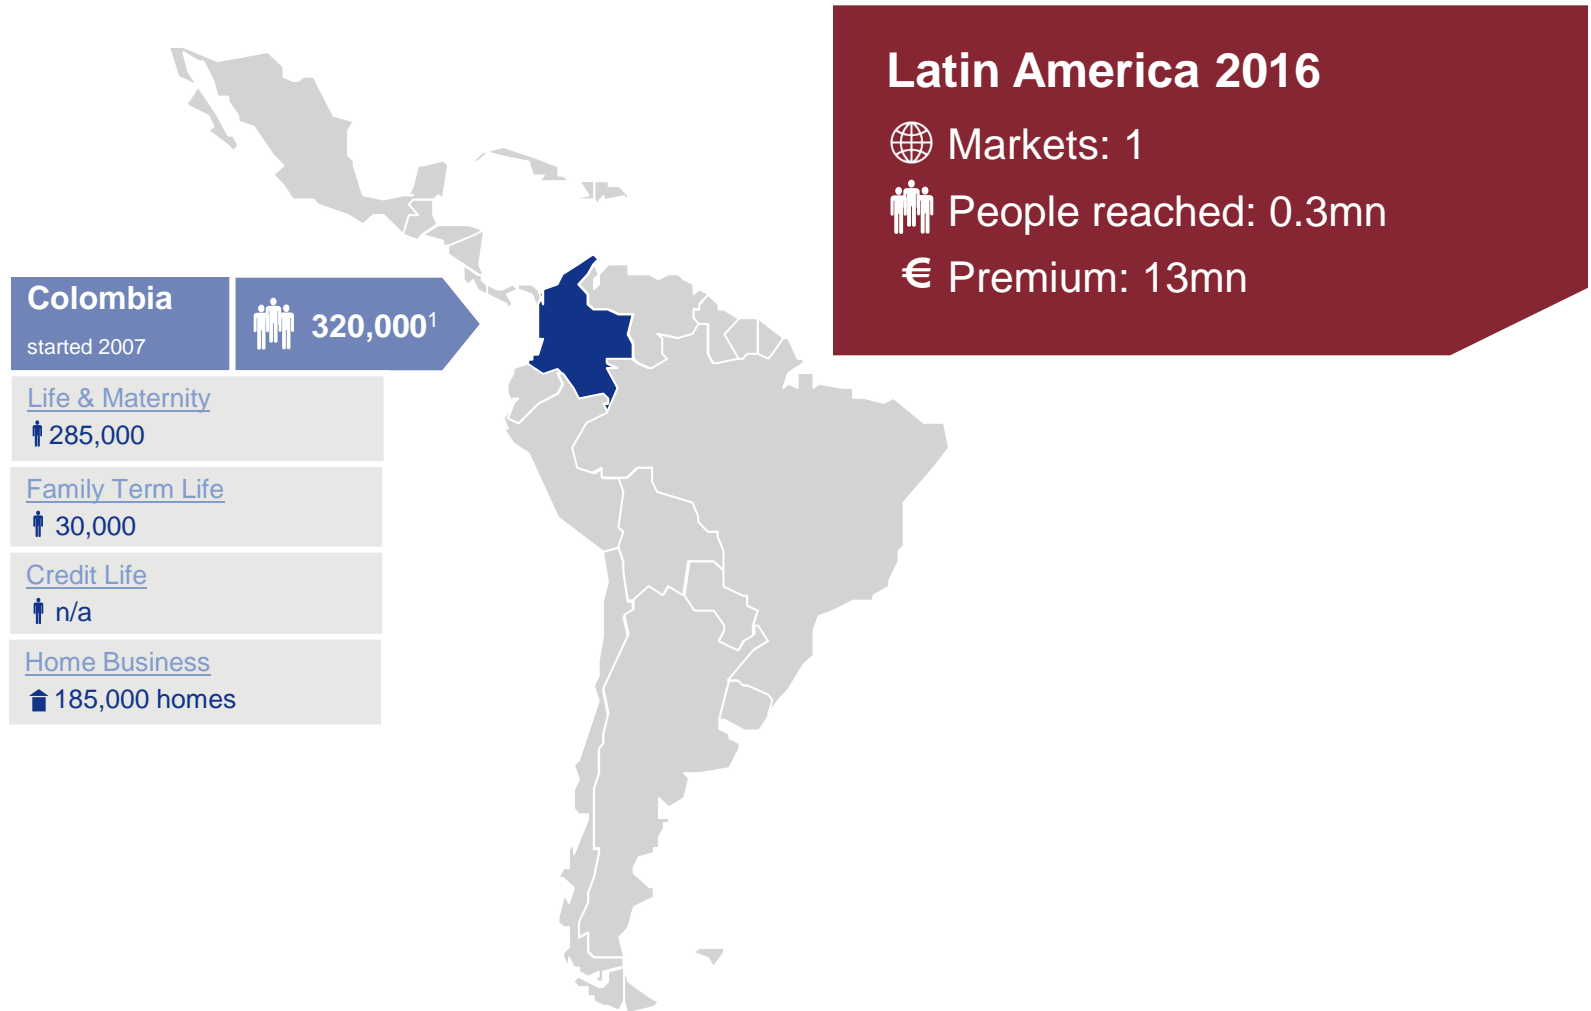 Latin America 2016
Markets: 1
People reached: 0.3mn
€ Premium: 13mn
Colombia
started 2007
320,000¹
Life & Maternity
285,000
Family Term Life
30,000
Credit Life
n/a
Home Business
185,000 homes